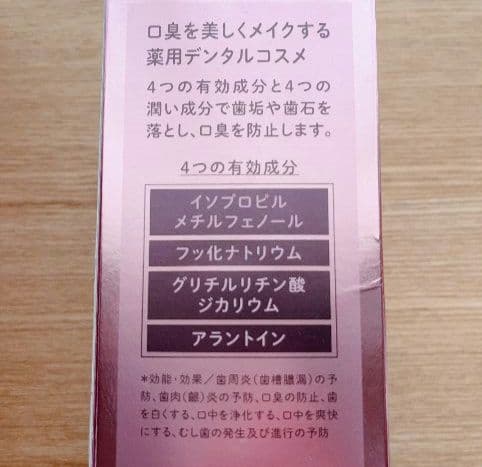 口臭を美しくメイクする
薬用デンタルコスメ
4つの有効成分と4つの
潤い成分で歯垢や歯石を
落とし、口臭を防止します。
4つの有効成分
イソプロピル
メチルフェノール
フッ化ナトリウム
グリチルリチン酸
ジカリウム
アラントイン
*効能・効果/歯周炎(歯槽膿漏)の予
防、歯肉(齦)炎の予防、口臭の防止、歯
を白くする、口中を浄化する、口中を爽快
にする、むし歯の発生及び進行の予防